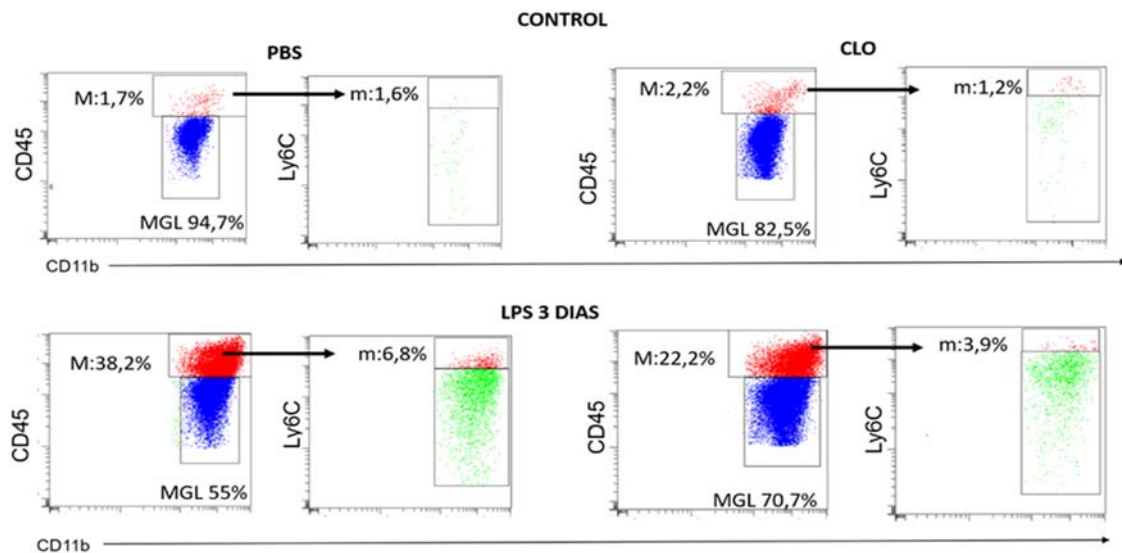 CONTROL
PBS
CLO
M:1,7%
m:1,6%
M:2,2%
m:1,2%
CD45
Ly6C
CD45
Ly6C
MGL 94,7%
MGL 82,5%
CD11b
LPS 3 DIAS
M:38,2%
m:6,8%
M:22,2%
m:3,9%
CD45
Ly6C
CD45
Ly6C
MGL 55%
MGL 70,7%
CD11b